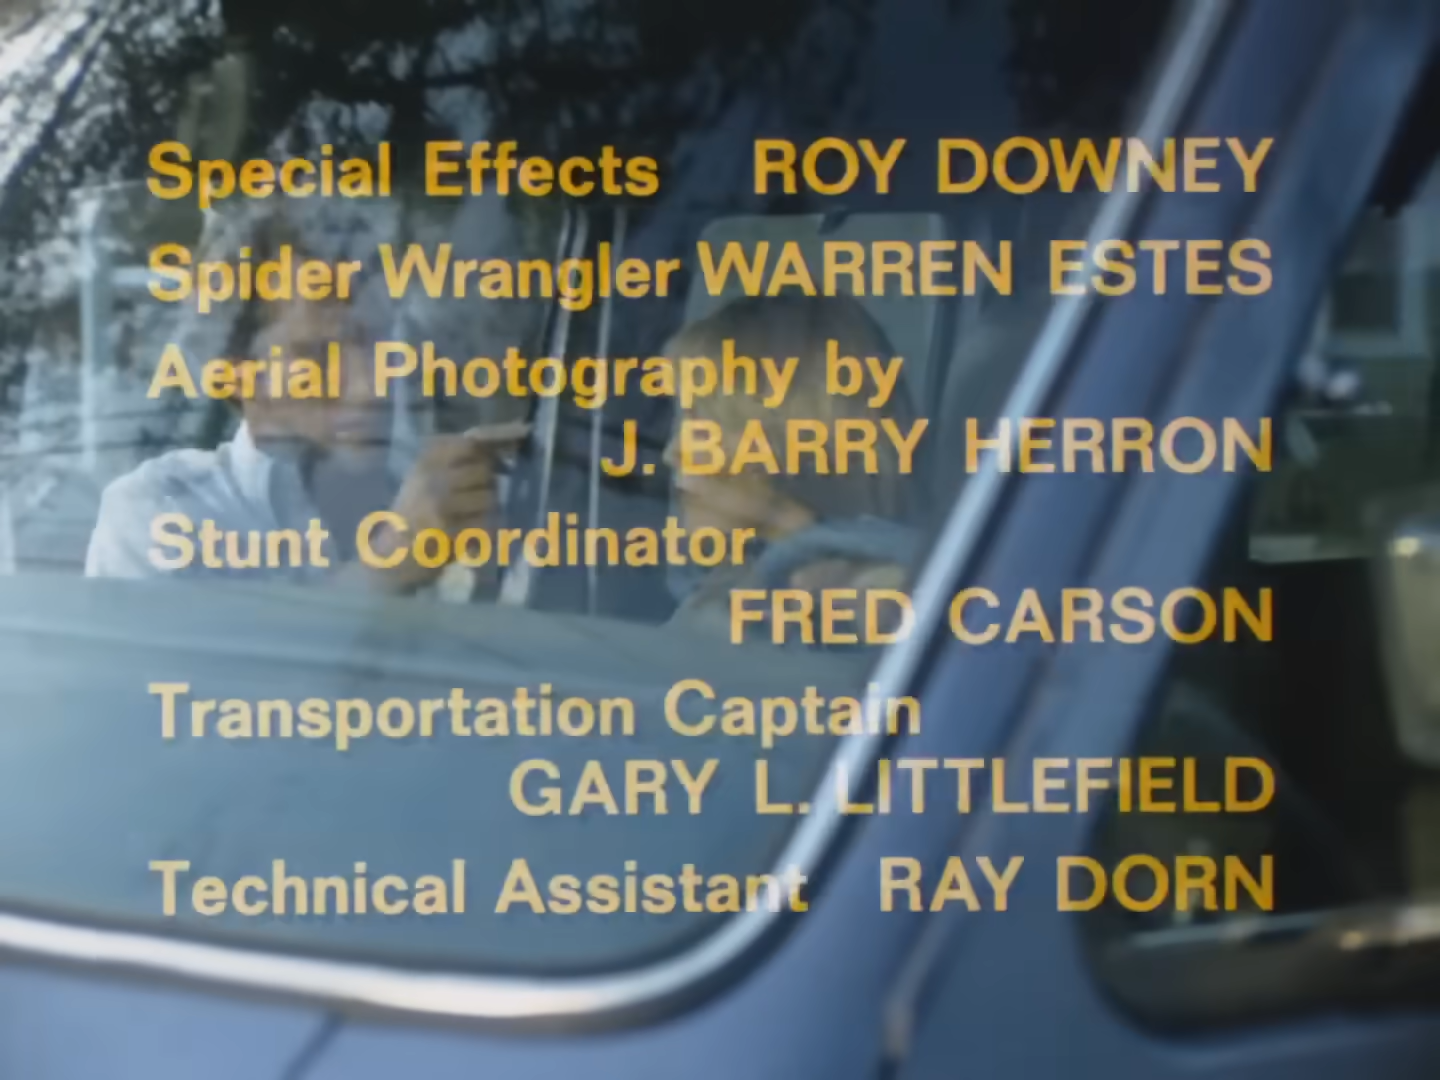 Special Effects ROY DOWNEY
Spider Wrangler WARREN ESTES
Aerial Photography by
J. BARRY HERRON
Stunt Coordinator
FRED CARSON
Transportation Captain
GARY L. LITTLEFIELD
Technical Assistant RAY DORN